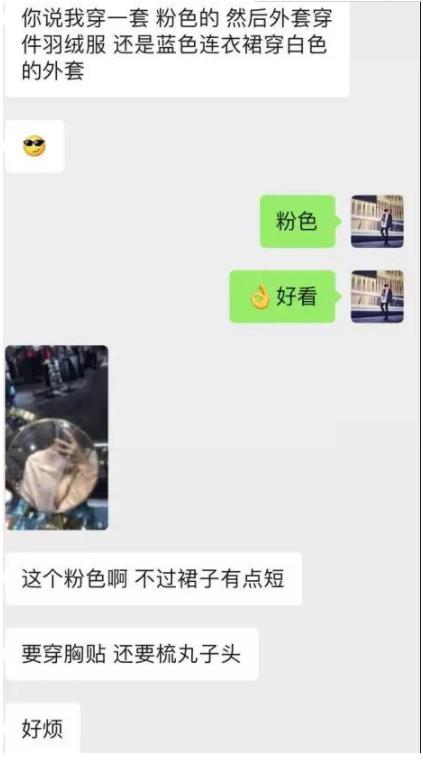 你说我穿一套 粉色的 然后外套穿
件羽绒服 还是蓝色连衣裙穿白色
的外套
粉色
好看
这个粉色啊 不过裙子有点短
要穿胸贴 还要梳丸子头
好烦